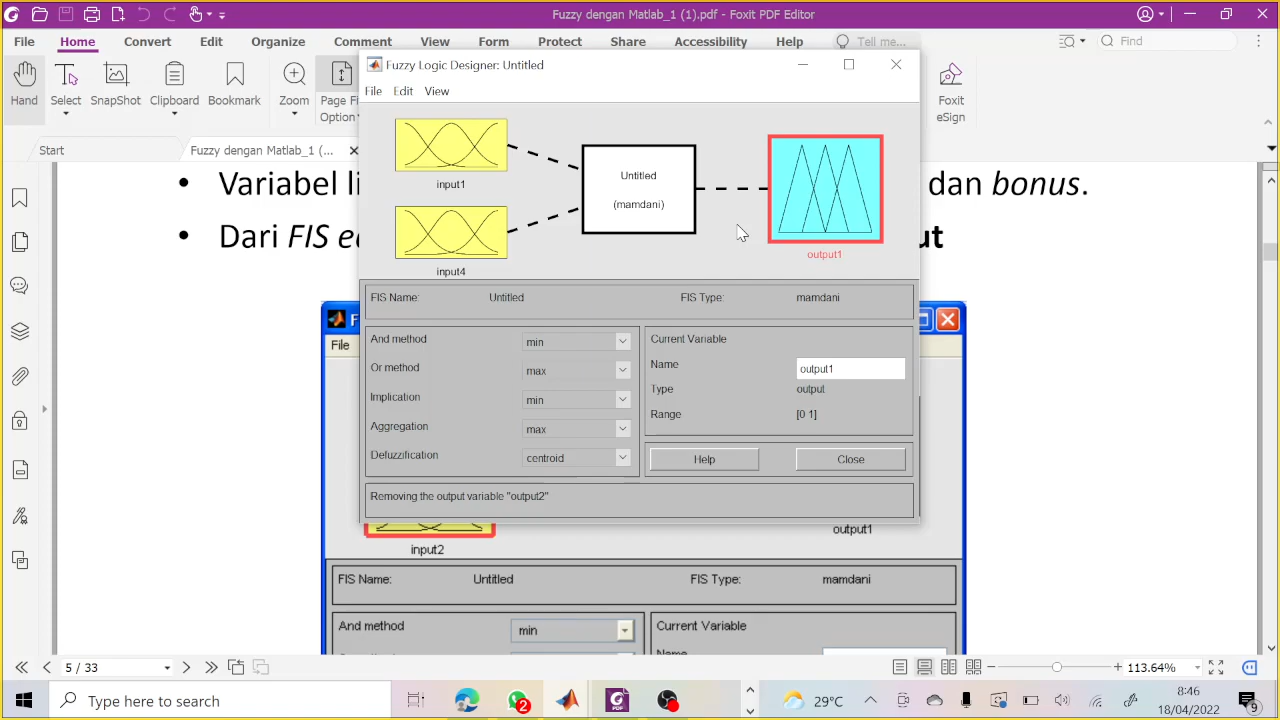 Fuzzy dengan Matlab_1 (1).pdf - Foxit PDF Editor
File Home Convert Edit Organize Comment View Form Protect Share Accessibility Help Tell me... Find
Hand Select SnapShot Clipboard Bookmark Zoom Page Fi
Option
Foxit
eSign
Start Fuzzy dengan Matlab_1 (...
Fuzzy Logic Designer: Untitled
File Edit View
input1
input4
Untitled
(mamdani)
output1
FIS Name: Untitled FIS Type: mamdani
And method min
Or method max
Implication min
Aggregation max
Defuzzification centroid
Current Variable
Name output1
Type output
Range [0 1]
Help Close
Removing the output variable "output2"
• Variabel li dan bonus.
• Dari FIS e ut
F
File
input2
output1
FIS Name: Untitled FIS Type: mamdani
And method min
Current Variable
5 / 33
113.64%
Type here to search
2
29°C
8:46
18/04/2022
9